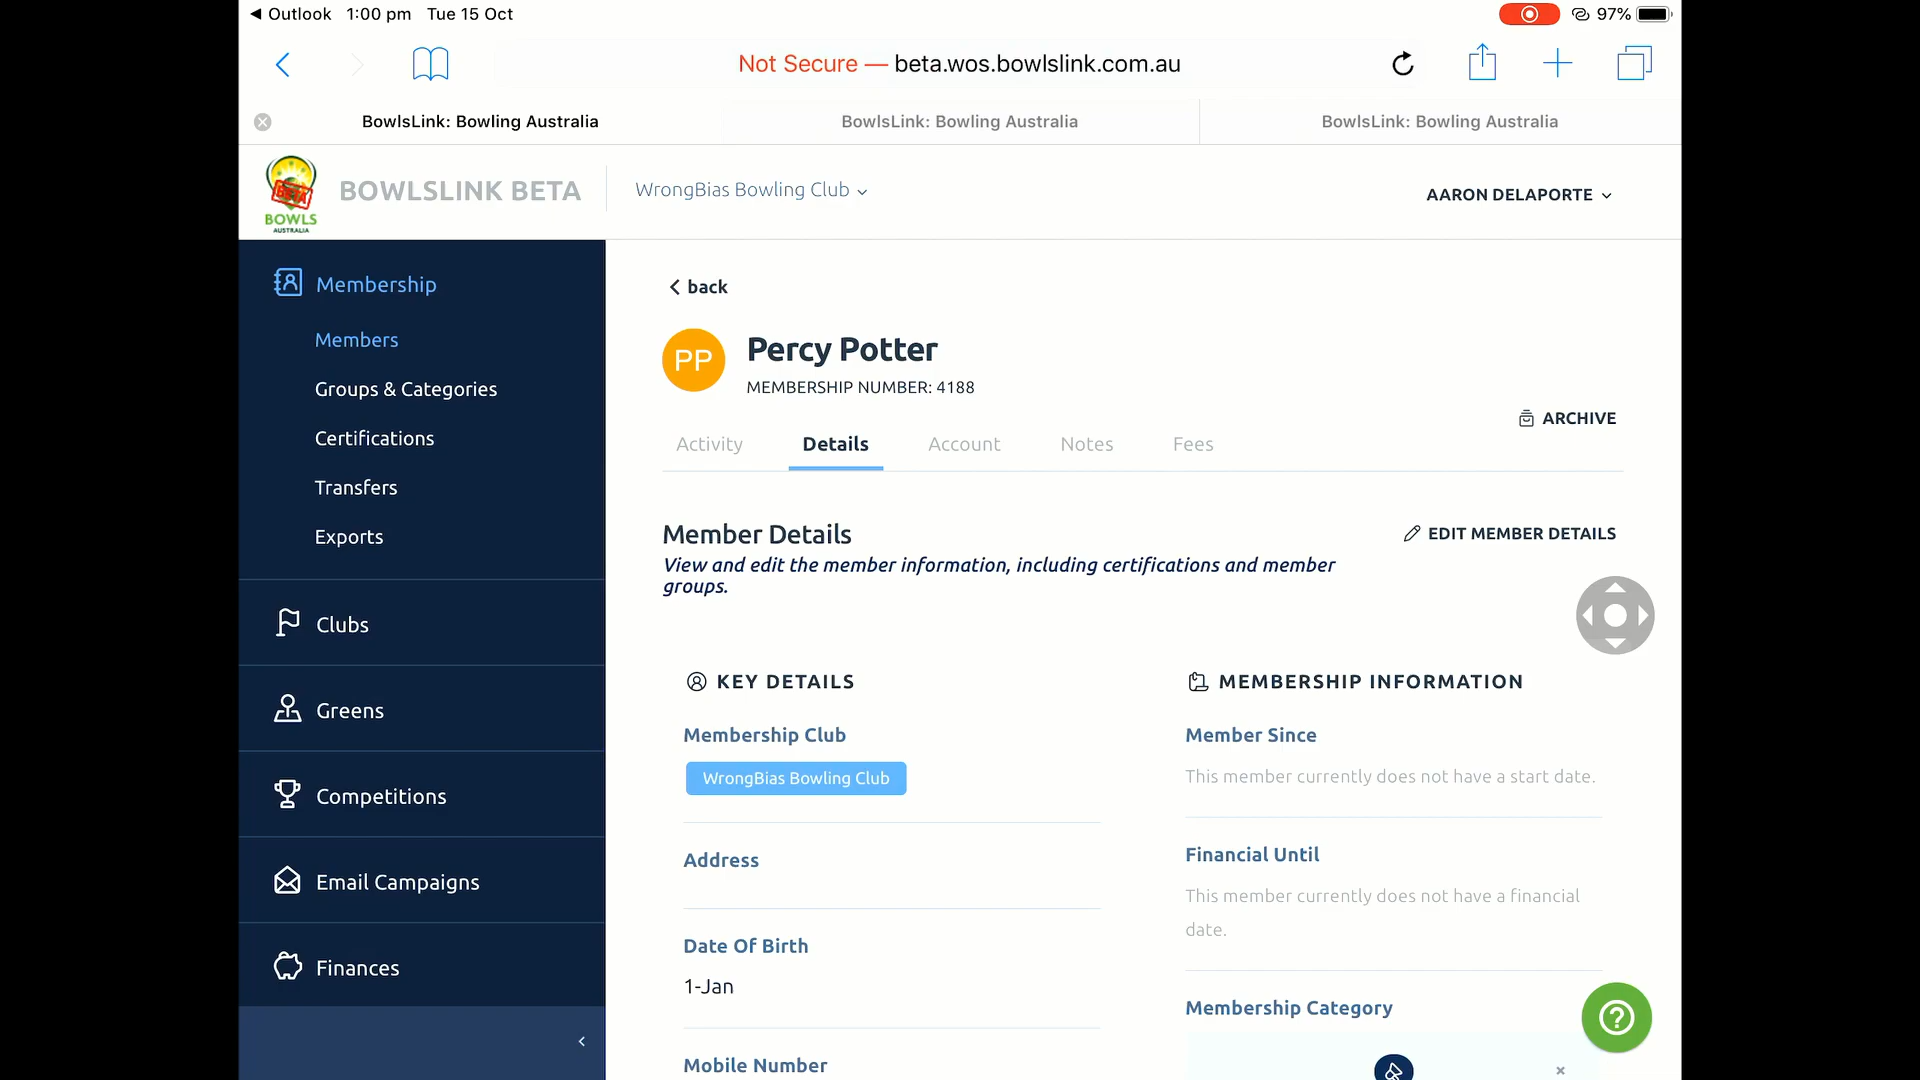 Outlook 1:00 pm Tue 15 Oct
97%
Not Secure — beta.wos.bowlslink.com.au
BowlsLink: Bowling Australia
BowlsLink: Bowling Australia
BowlsLink: Bowling Australia
BETA
BOWLS
AUSTRALIA
BOWLSLINK BETA
WrongBias Bowling Club
AARON DELAPORTE
Membership
Members
Groups & Categories
Certifications
Transfers
Exports
Clubs
Greens
Competitions
Email Campaigns
Finances
back
PP
Percy Potter
MEMBERSHIP NUMBER: 4188
ARCHIVE
Activity
Details
Account
Notes
Fees
Member Details
EDIT MEMBER DETAILS
View and edit the member information, including certifications and member
groups.
KEY DETAILS
Membership Club
WrongBias Bowling Club
Address
Date Of Birth
1-Jan
Mobile Number
MEMBERSHIP INFORMATION
Member Since
This member currently does not have a start date.
Financial Until
This member currently does not have a financial
date.
Membership Category